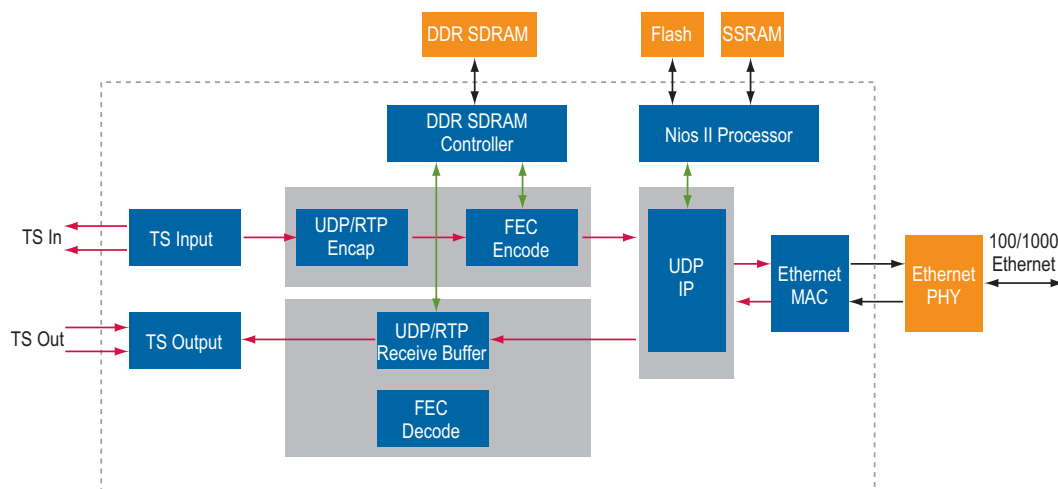 DDR SDRAM
Flash
SSRAM
DDR SDRAM
Controller
Nios II Processor
TS In
TS Input
UDP/RTP
Encap
FEC
Encode
UDP
IP
Ethernet
MAC
Ethernet
PHY
100/1000
Ethernet
TS Out
TS Output
UDP/RTP
Receive Buffer
FEC
Decode